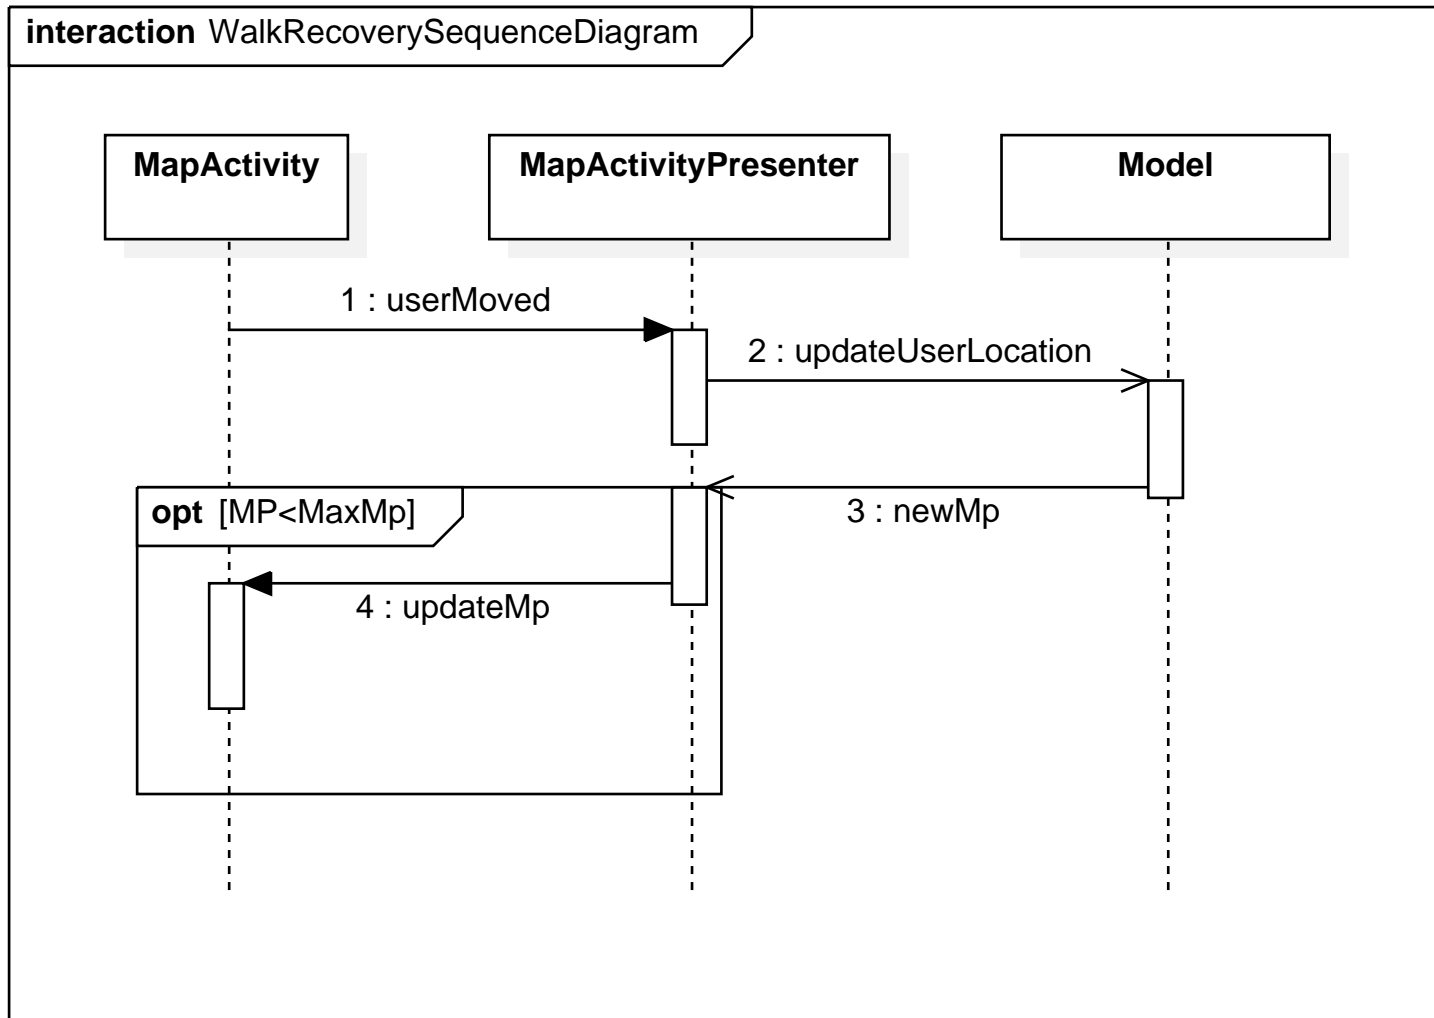 interaction WalkRecoverySequenceDiagram
MapActivity
MapActivityPresenter
Model
1 : userMoved
2 : updateUserLocation
3 : newMp
opt [MP<MaxMp]
4 : updateMp